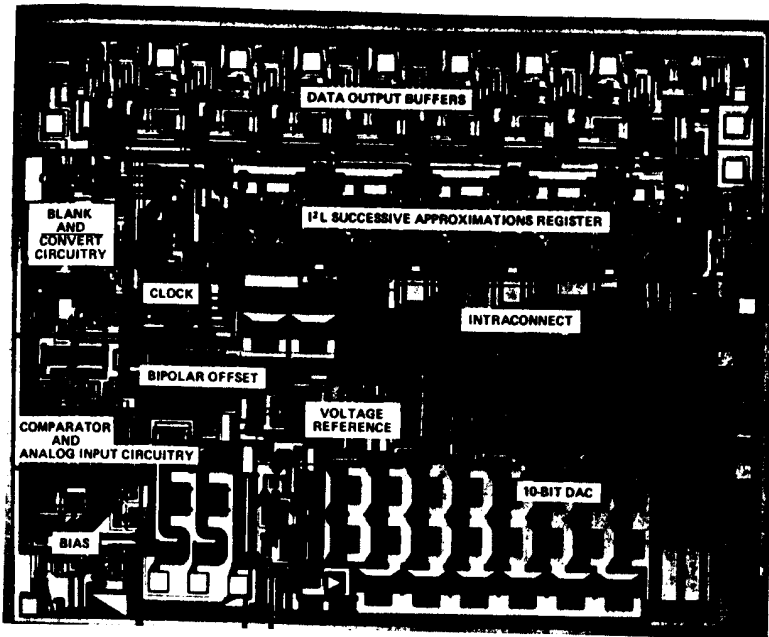 DATA OUTPUT BUFFERS
I²L SUCCESSIVE APPROXIMATIONS REGISTER
BLANK
AND
CONVERT
CIRCUITRY
CLOCK
INTRACONNECT
BIPOLAR OFFSET
VOLTAGE
REFERENCE
COMPARATOR
AND
ANALOG INPUT CIRCUITRY
10-BIT DAC
BIAS